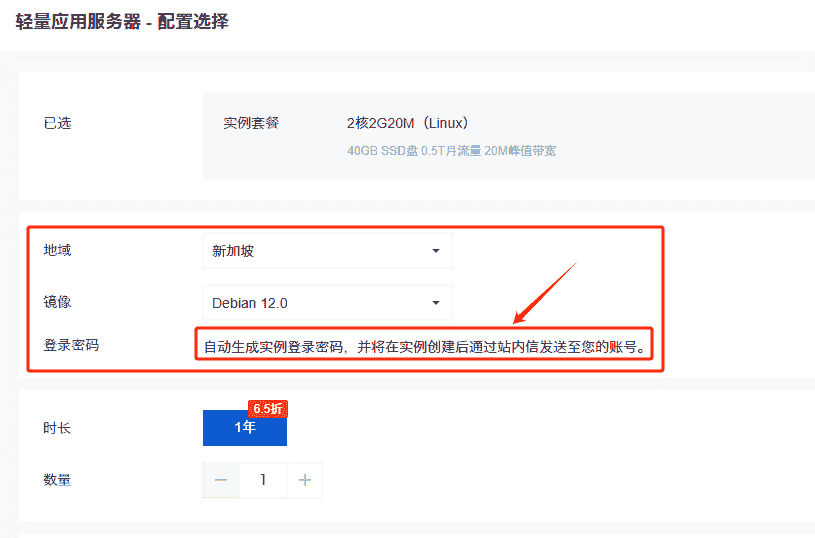 轻量应用服务器 - 配置选择
已选
实例套餐
2核2G20M（Linux）
40GB SSD盘 0.5T月流量 20M峰值带宽
地域
新加坡
镜像
Debian 12.0
登录密码
自动生成实例登录密码，并将在实例创建后通过站内信发送至您的账号。
6.5折
时长
1年
数量
1